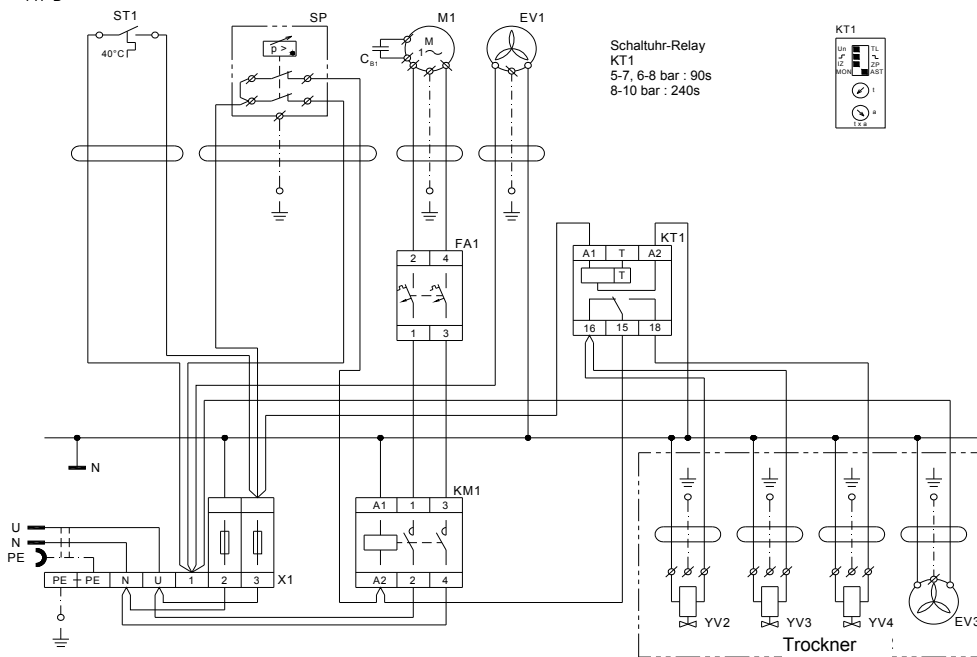 ST1
SP
M1
EV1
40°C
p >
M
1~
CB1
Schaltuhr-Relay
KT1
5-7, 6-8 bar : 90s
8-10 bar : 240s
KT1
Un TL
IZ ZP
MON AST
t
a
t x a
FA1
2 4
1 3
KT1
A1 T A2
T
16 15 18
N
KM1
A1 1 3
A2 2 4
U
N
PE
PE PE N U 1 2 3 X1
YV2 YV3 YV4 EV3
Trockner